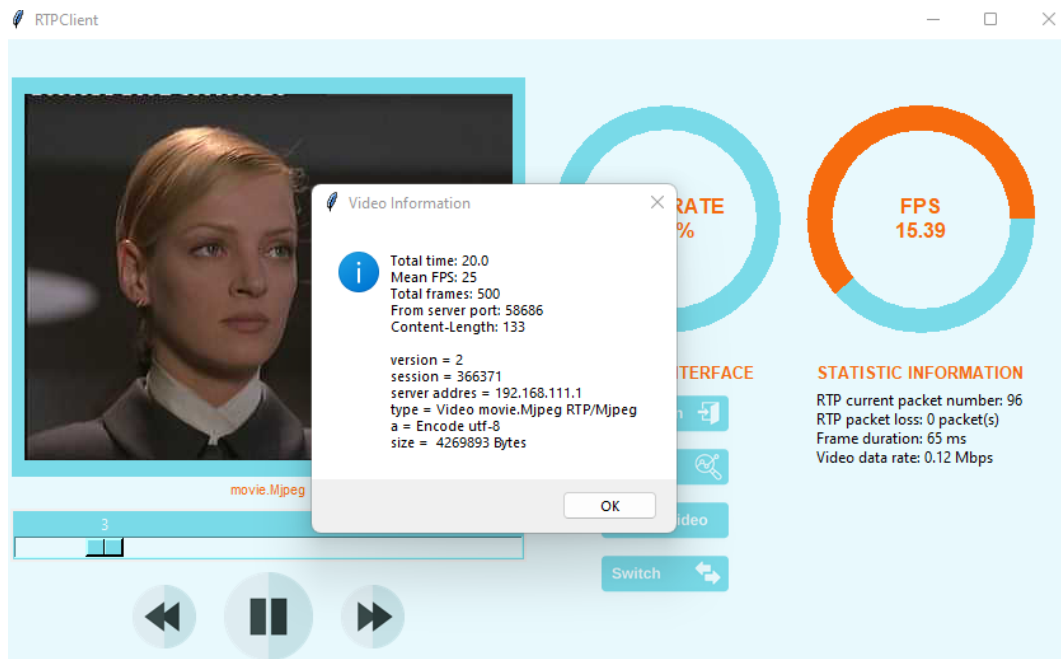 RTPClient
RATE
%
FPS
15.39
Video Information
Total time: 20.0
Mean FPS: 25
Total frames: 500
From server port: 58686
Content-Length: 133
version = 2
session = 366371
server addres = 192.168.111.1
type = Video movie.Mjpeg RTP/Mjpeg
a = Encode utf-8
size =  4269893 Bytes
OK
movie.Mjpeg
3
TERFACE
ideo
Switch
STATISTIC INFORMATION
RTP current packet number: 96
RTP packet loss: 0 packet(s)
Frame duration: 65 ms
Video data rate: 0.12 Mbps